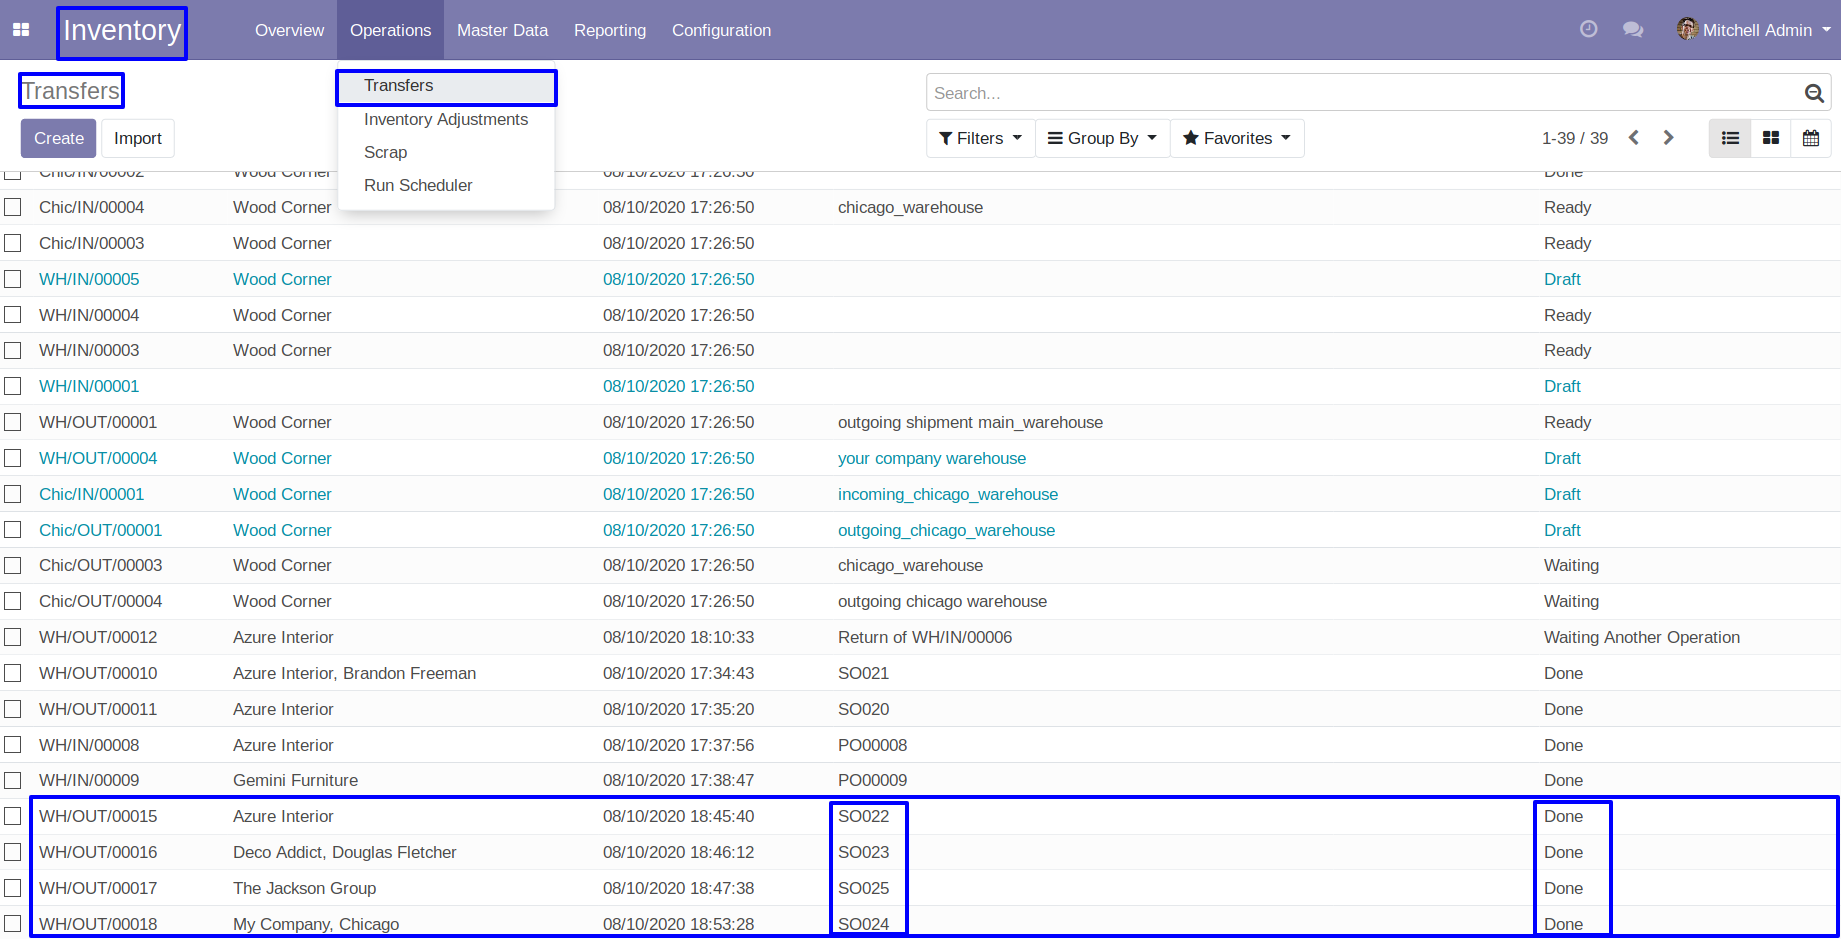 Inventory Overview Operations Master Data Reporting Configuration Mitchell Admin
Transfers
Search...
Create Import
Filters Group By Favorites 1-39 / 39
Transfers
Inventory Adjustments
Scrap
Run Scheduler
Chic/IN/00002 Wood Corner 08/10/2020 17:26:50 Done
Chic/IN/00004 Wood Corner 08/10/2020 17:26:50 chicago_warehouse Ready
Chic/IN/00003 Wood Corner 08/10/2020 17:26:50 Ready
WH/IN/00005 Wood Corner 08/10/2020 17:26:50 Draft
WH/IN/00004 Wood Corner 08/10/2020 17:26:50 Ready
WH/IN/00003 Wood Corner 08/10/2020 17:26:50 Ready
WH/IN/00001 08/10/2020 17:26:50 Draft
WH/OUT/00001 Wood Corner 08/10/2020 17:26:50 outgoing shipment main_warehouse Ready
WH/OUT/00004 Wood Corner 08/10/2020 17:26:50 your company warehouse Draft
Chic/IN/00001 Wood Corner 08/10/2020 17:26:50 incoming_chicago_warehouse Draft
Chic/OUT/00001 Wood Corner 08/10/2020 17:26:50 outgoing_chicago_warehouse Draft
Chic/OUT/00003 Wood Corner 08/10/2020 17:26:50 chicago_warehouse Waiting
Chic/OUT/00004 Wood Corner 08/10/2020 17:26:50 outgoing chicago warehouse Waiting
WH/OUT/00012 Azure Interior 08/10/2020 18:10:33 Return of WH/IN/00006 Waiting Another Operation
WH/OUT/00010 Azure Interior, Brandon Freeman 08/10/2020 17:34:43 SO021 Done
WH/OUT/00011 Azure Interior 08/10/2020 17:35:20 SO020 Done
WH/IN/00008 Azure Interior 08/10/2020 17:37:56 PO00008 Done
WH/IN/00009 Gemini Furniture 08/10/2020 17:38:47 PO00009 Done
WH/OUT/00015 Azure Interior 08/10/2020 18:45:40 SO022 Done
WH/OUT/00016 Deco Addict, Douglas Fletcher 08/10/2020 18:46:12 SO023 Done
WH/OUT/00017 The Jackson Group 08/10/2020 18:47:38 SO025 Done
WH/OUT/00018 My Company, Chicago 08/10/2020 18:53:28 SO024 Done